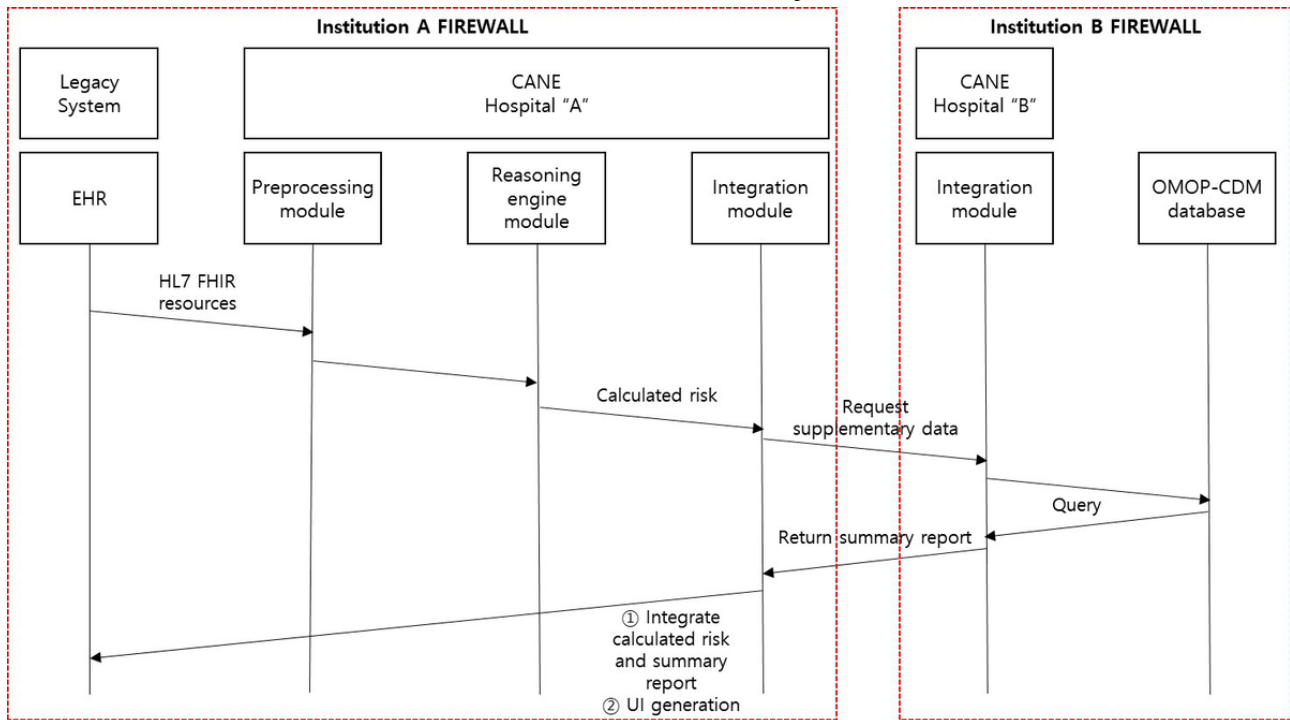 Institution A FIREWALL
Institution B FIREWALL
Legacy
System
CANE
Hospital "A"
CANE
Hospital "B"
EHR
Preprocessing
module
Reasoning
engine
module
Integration
module
Integration
module
OMOP-CDM
database
HL7 FHIR
resources
Calculated risk
Request
supplementary data
Query
Return summary report
① Integrate
calculated risk
and summary
report
② UI generation